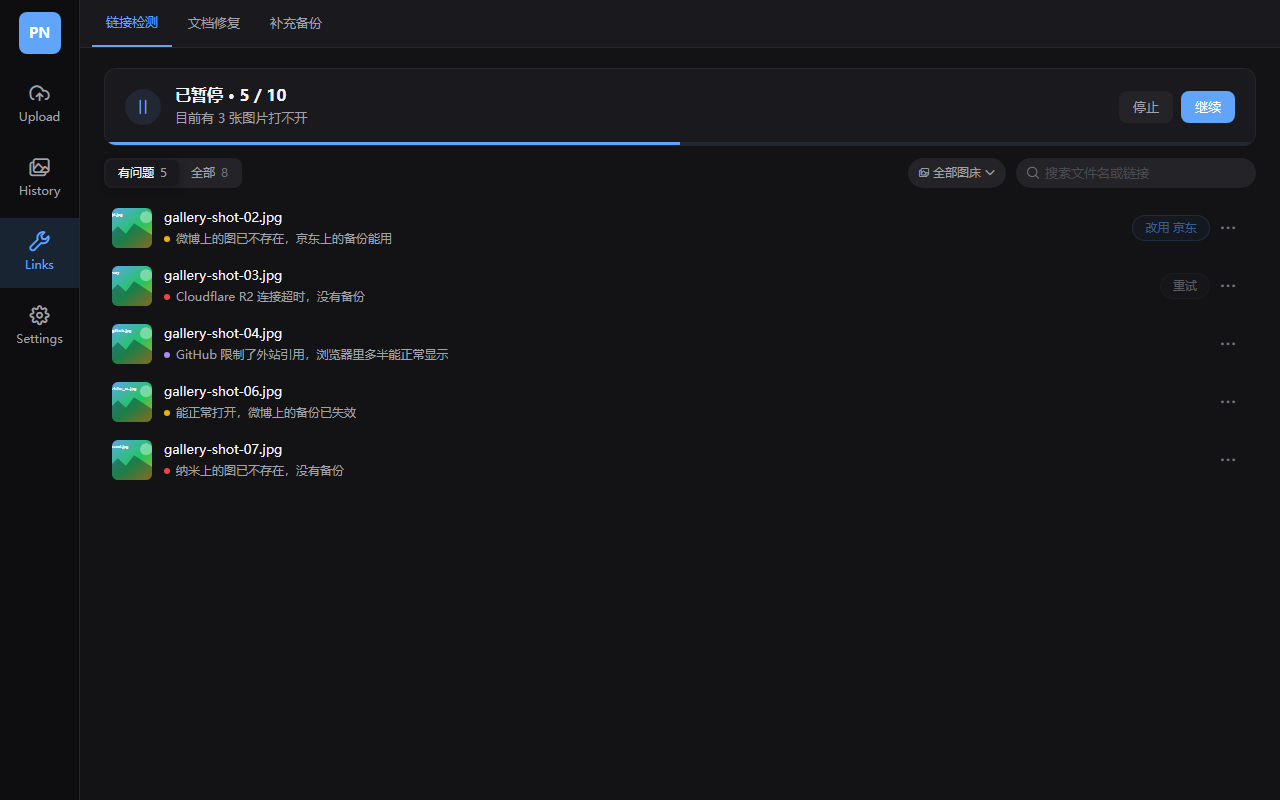 PN
Upload
History
Links
Settings
链接检测
文档修复
补充备份
已暂停 • 5 / 10
目前有 3 张图片打不开
停止
继续
有问题 5
全部 8
全部图床
搜索文件名或链接
gallery-shot-02.jpg
微博上的图已不存在，京东上的备份能用
改用 京东
gallery-shot-03.jpg
Cloudflare R2 连接超时，没有备份
重试
gallery-shot-04.jpg
GitHub 限制了外站引用，浏览器里多半能正常显示
gallery-shot-06.jpg
能正常打开，微博上的备份已失效
gallery-shot-07.jpg
纳米上的图已不存在，没有备份